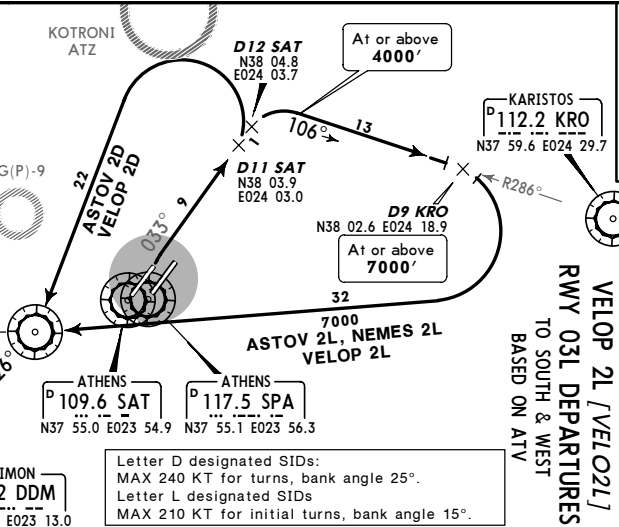 KOTRONI
ATZ
D12 SAT
N38 04.8
E024 03.7
At or above
4000′
KARISTOS
D 112.2 KRO
N37 59.6 E024 29.7
106°
13
1
D11 SAT
N38 03.9
E024 03.0
G(P)-9
22
ASTOV 2D
VELOP 2D
033°
9
R286°
D9 KRO
N38 02.6 E024 18.9
At or above
7000′
32
7000
ASTOV 2L, NEMES 2L
VELOP 2L
26°
ATHENS
D 109.6 SAT
N37 55.0 E023 54.9
ATHENS
D 117.5 SPA
N37 55.1 E023 56.3
VELOP 2L [VELO2L]
RWY 03L DEPARTURES
TO SOUTH & WEST
BASED ON ATV
IMON
2 DDM
E023 13.0
Letter D designated SIDs:
MAX 240 KT for turns, bank angle 25°.
Letter L designated SIDs
MAX 210 KT for initial turns, bank angle 15°.